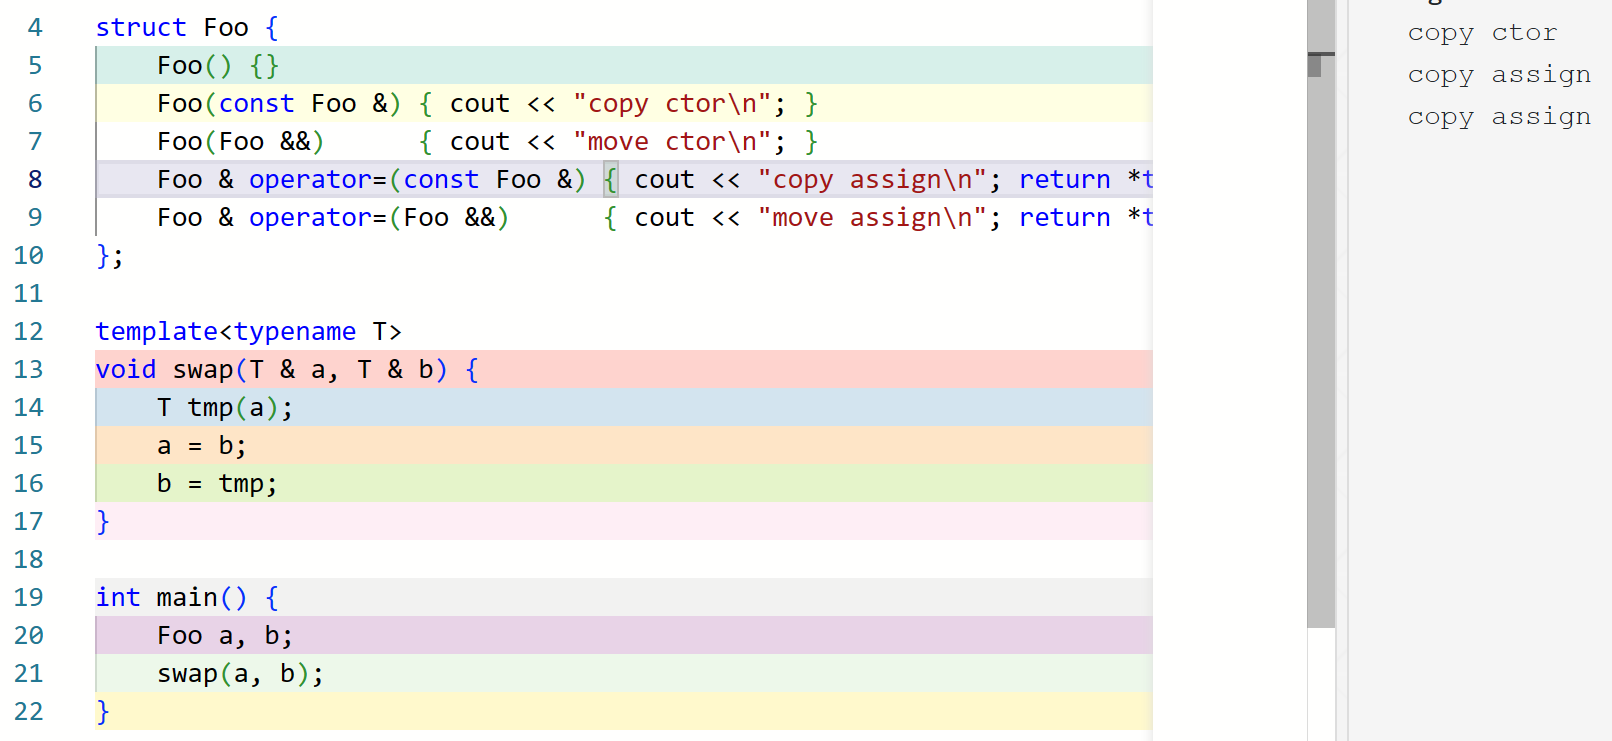 4 struct Foo {
5 Foo() {}
6 Foo(const Foo &) { cout << "copy ctor\n"; }
7 Foo(Foo &&) { cout << "move ctor\n"; }
8 Foo & operator=(const Foo &) { cout << "copy assign\n"; return *t
9 Foo & operator=(Foo &&) { cout << "move assign\n"; return *t
10 };
11
12 template<typename T>
13 void swap(T & a, T & b) {
14 T tmp(a);
15 a = b;
16 b = tmp;
17 }
18
19 int main() {
20 Foo a, b;
21 swap(a, b);
22 }
copy ctor
copy assign
copy assign